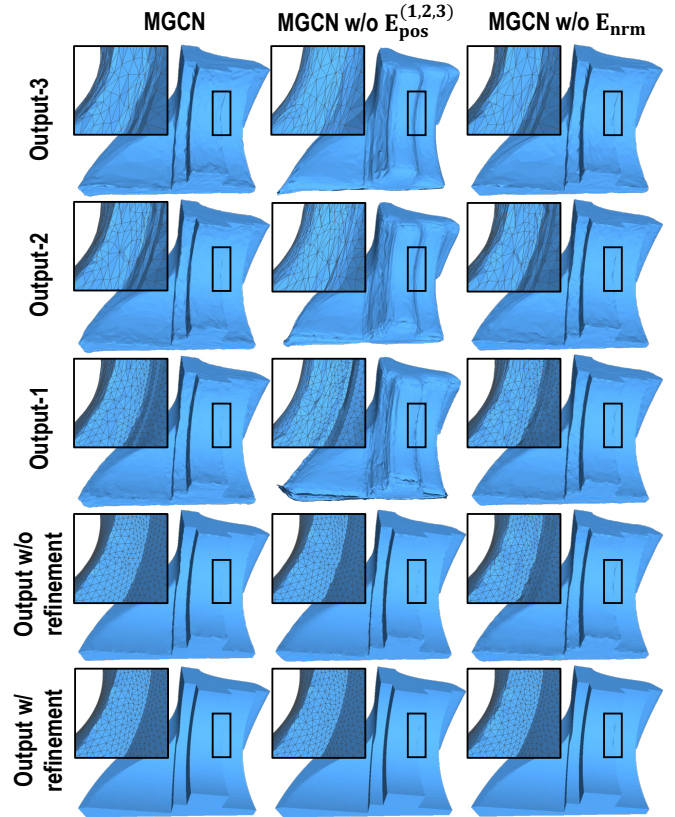 MGCN
MGCN w/o E_pos^(1,2,3)
MGCN w/o E_nrm
Output-3
Output-2
Output-1
Output w/o
refinement
Output w/
refinement